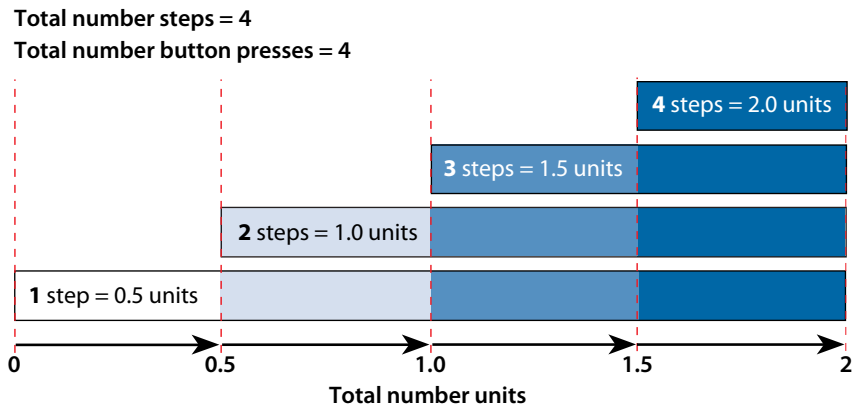 Total number steps = 4
Total number button presses = 4
4 steps = 2.0 units
3 steps = 1.5 units
2 steps = 1.0 units
1 step = 0.5 units
0 0.5 1.0 1.5 2
Total number units